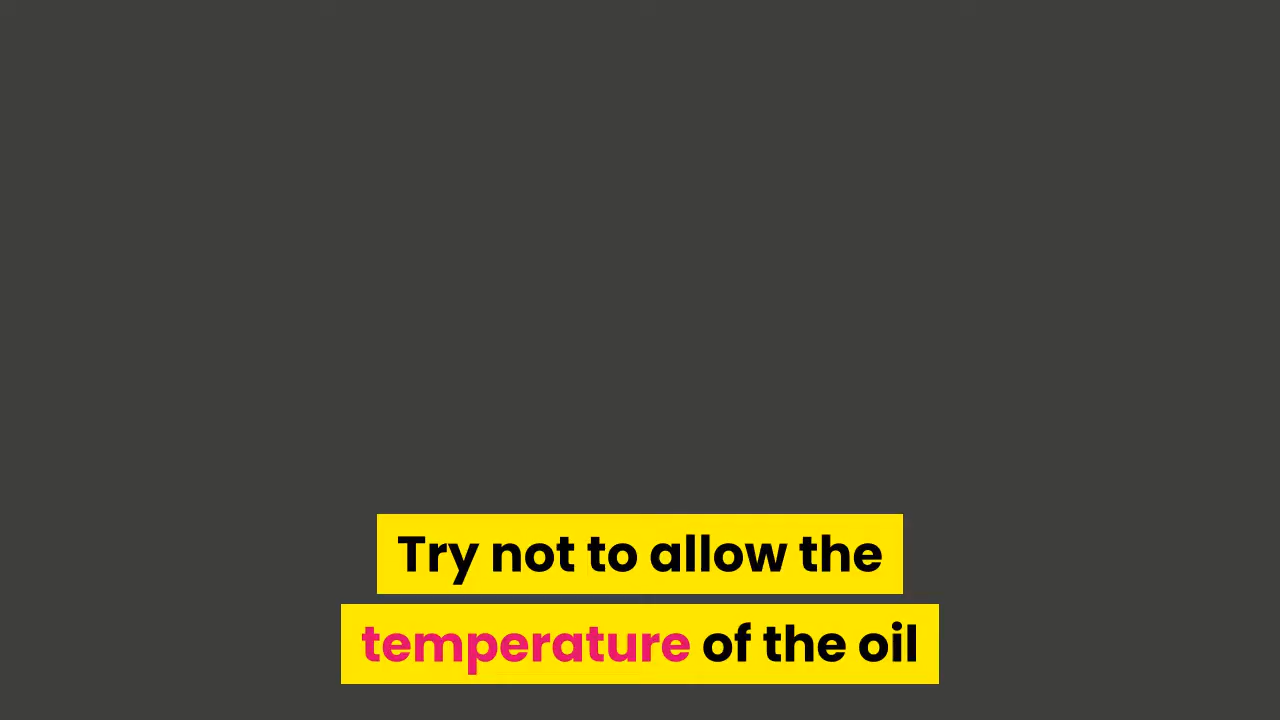 Try not to allow the
temperature of the oil